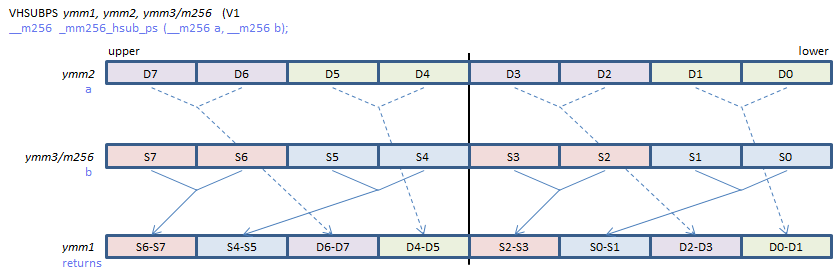 VHSUBPS ymm1, ymm2, ymm3/m256 (V1
__m256 _mm256_hsub_ps (__m256 a, __m256 b);
upper lower
ymm2 D7 D6 D5 D4 D3 D2 D1 D0
a
ymm3/m256 S7 S6 S5 S4 S3 S2 S1 S0
b
ymm1 S6-S7 S4-S5 D6-D7 D4-D5 S2-S3 S0-S1 D2-D3 D0-D1
returns